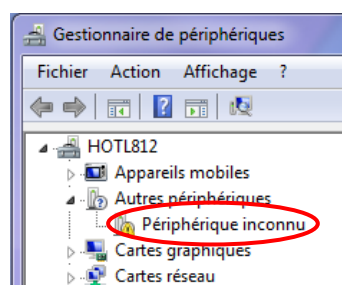 Gestionnaire de périphériques
Fichier Action Affichage ?
HOTL812
Appareils mobiles
Autres périphériques
Périphérique inconnu
Cartes graphiques
Cartes réseau